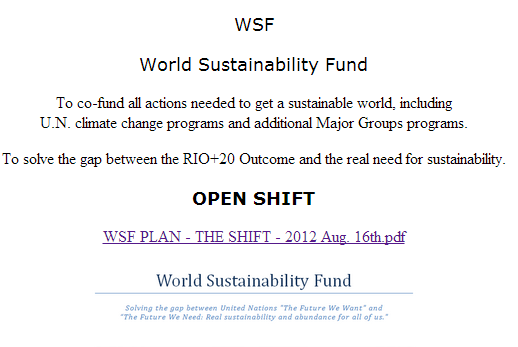 WSF
World Sustainability Fund
To co-fund all actions needed to get a sustainable world, including
U.N. climate change programs and additional Major Groups programs.
To solve the gap between the RIO+20 Outcome and the real need for sustainability.
OPEN SHIFT
WSF PLAN - THE SHIFT - 2012 Aug. 16th.pdf
World Sustainability Fund
Solving the gap between United Nations "The Future We Want" and
"The Future We Need: Real sustainability and abundance for all of us."